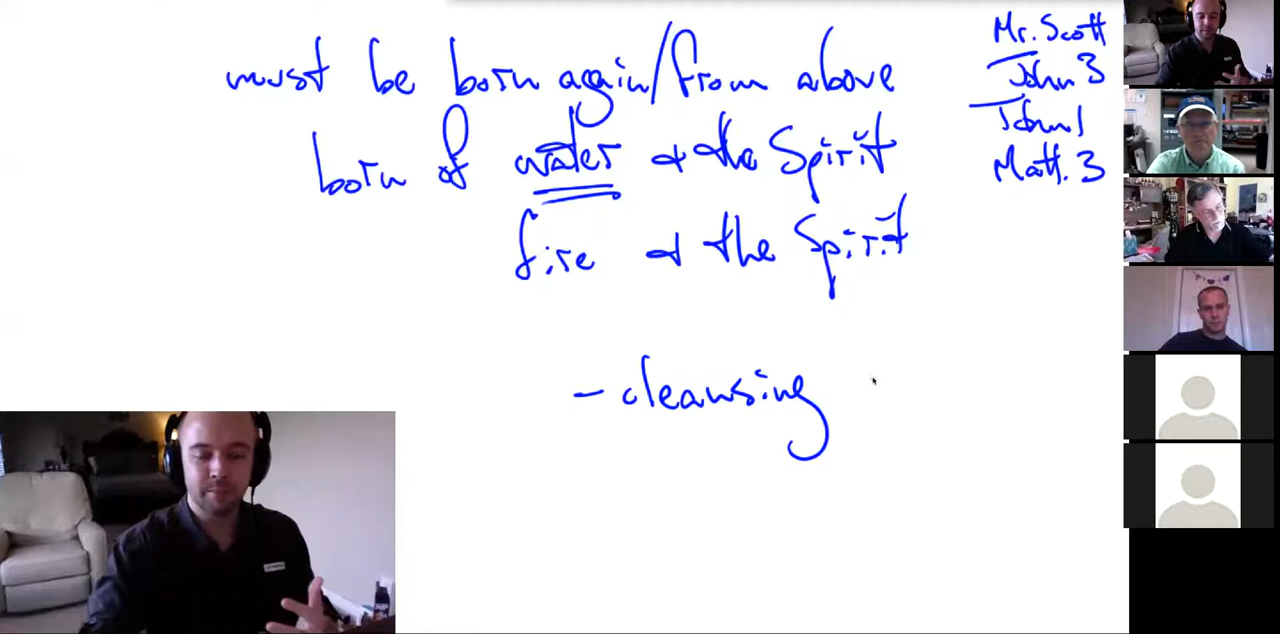 must be born again/from above
born of water & the Spirit
fire & the Spirit
- cleansing
Mr. Scott
John 3
John 1
Matt. 3